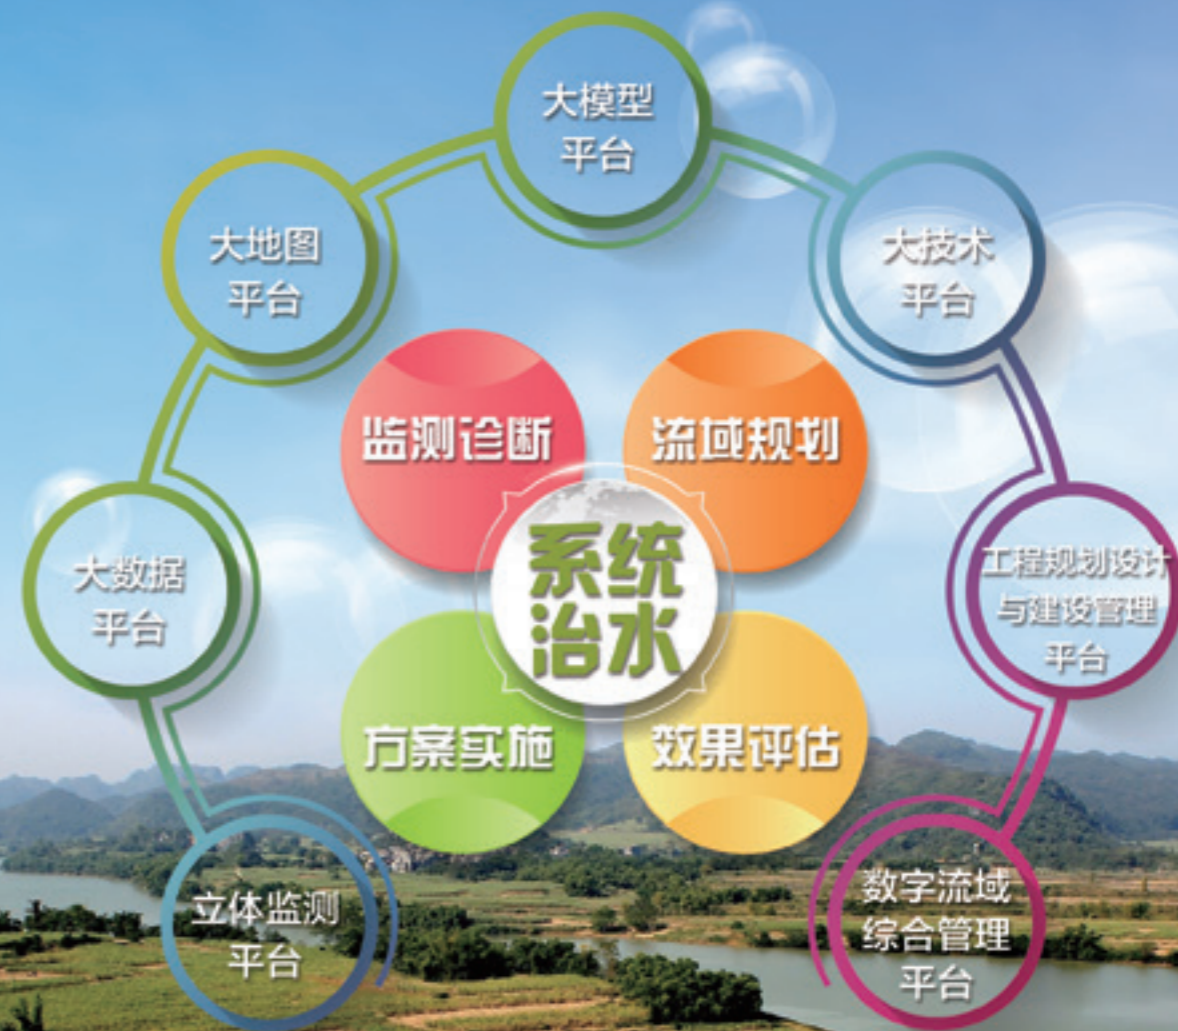 大模型
平台
大地图
平台
大技术
平台
监测诊断
流域规划
系统
治水
大数据
平台
工程规划设计
与建设管理
平台
方案实施
效果评估
立体监测
平台
数字流域
综合管理
平台